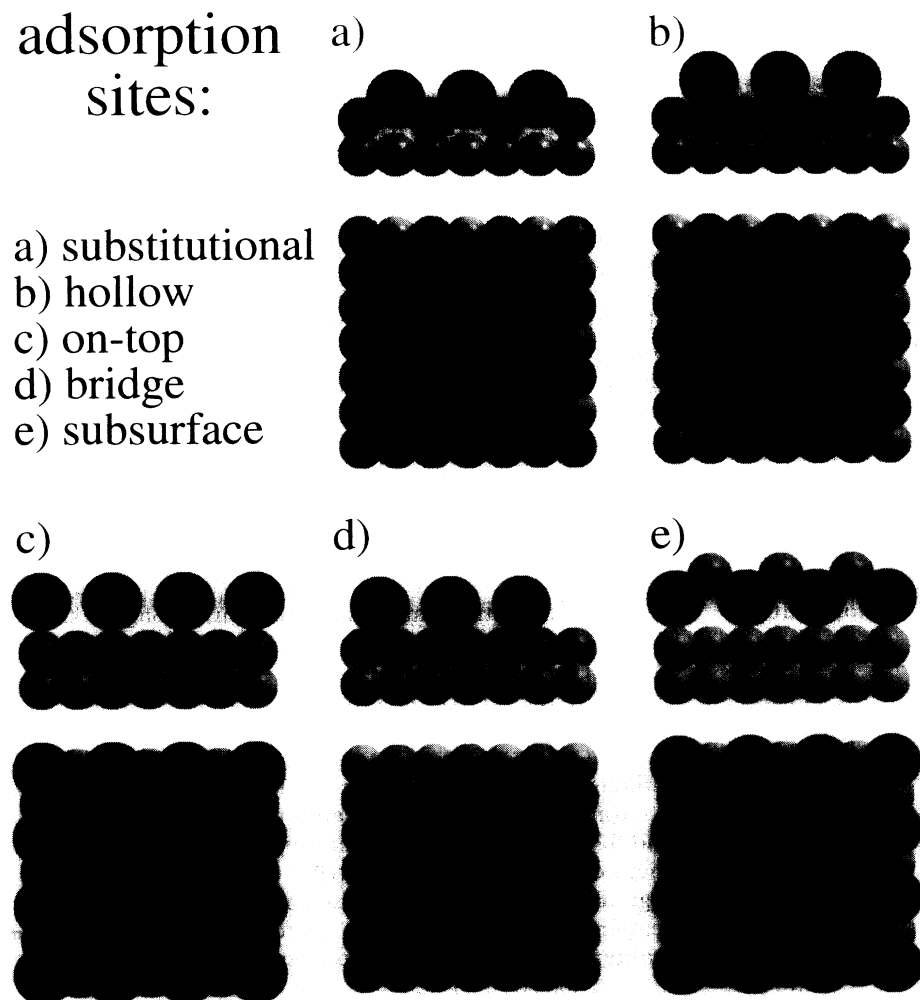 adsorption
sites:
a) substitutional
b) hollow
c) on-top
d) bridge
e) subsurface
a)
b)
c)
d)
e)